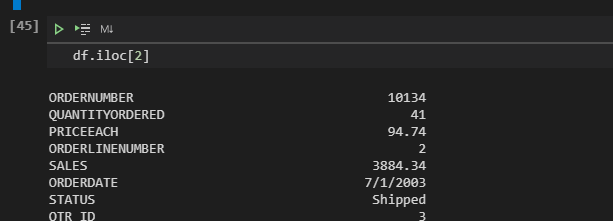 [45] M↓
df.iloc[2]
ORDERNUMBER 10134
QUANTITYORDERED 41
PRICEEACH 94.74
ORDERLINENUMBER 2
SALES 3884.34
ORDERDATE 7/1/2003
STATUS Shipped
QTR_ID 3